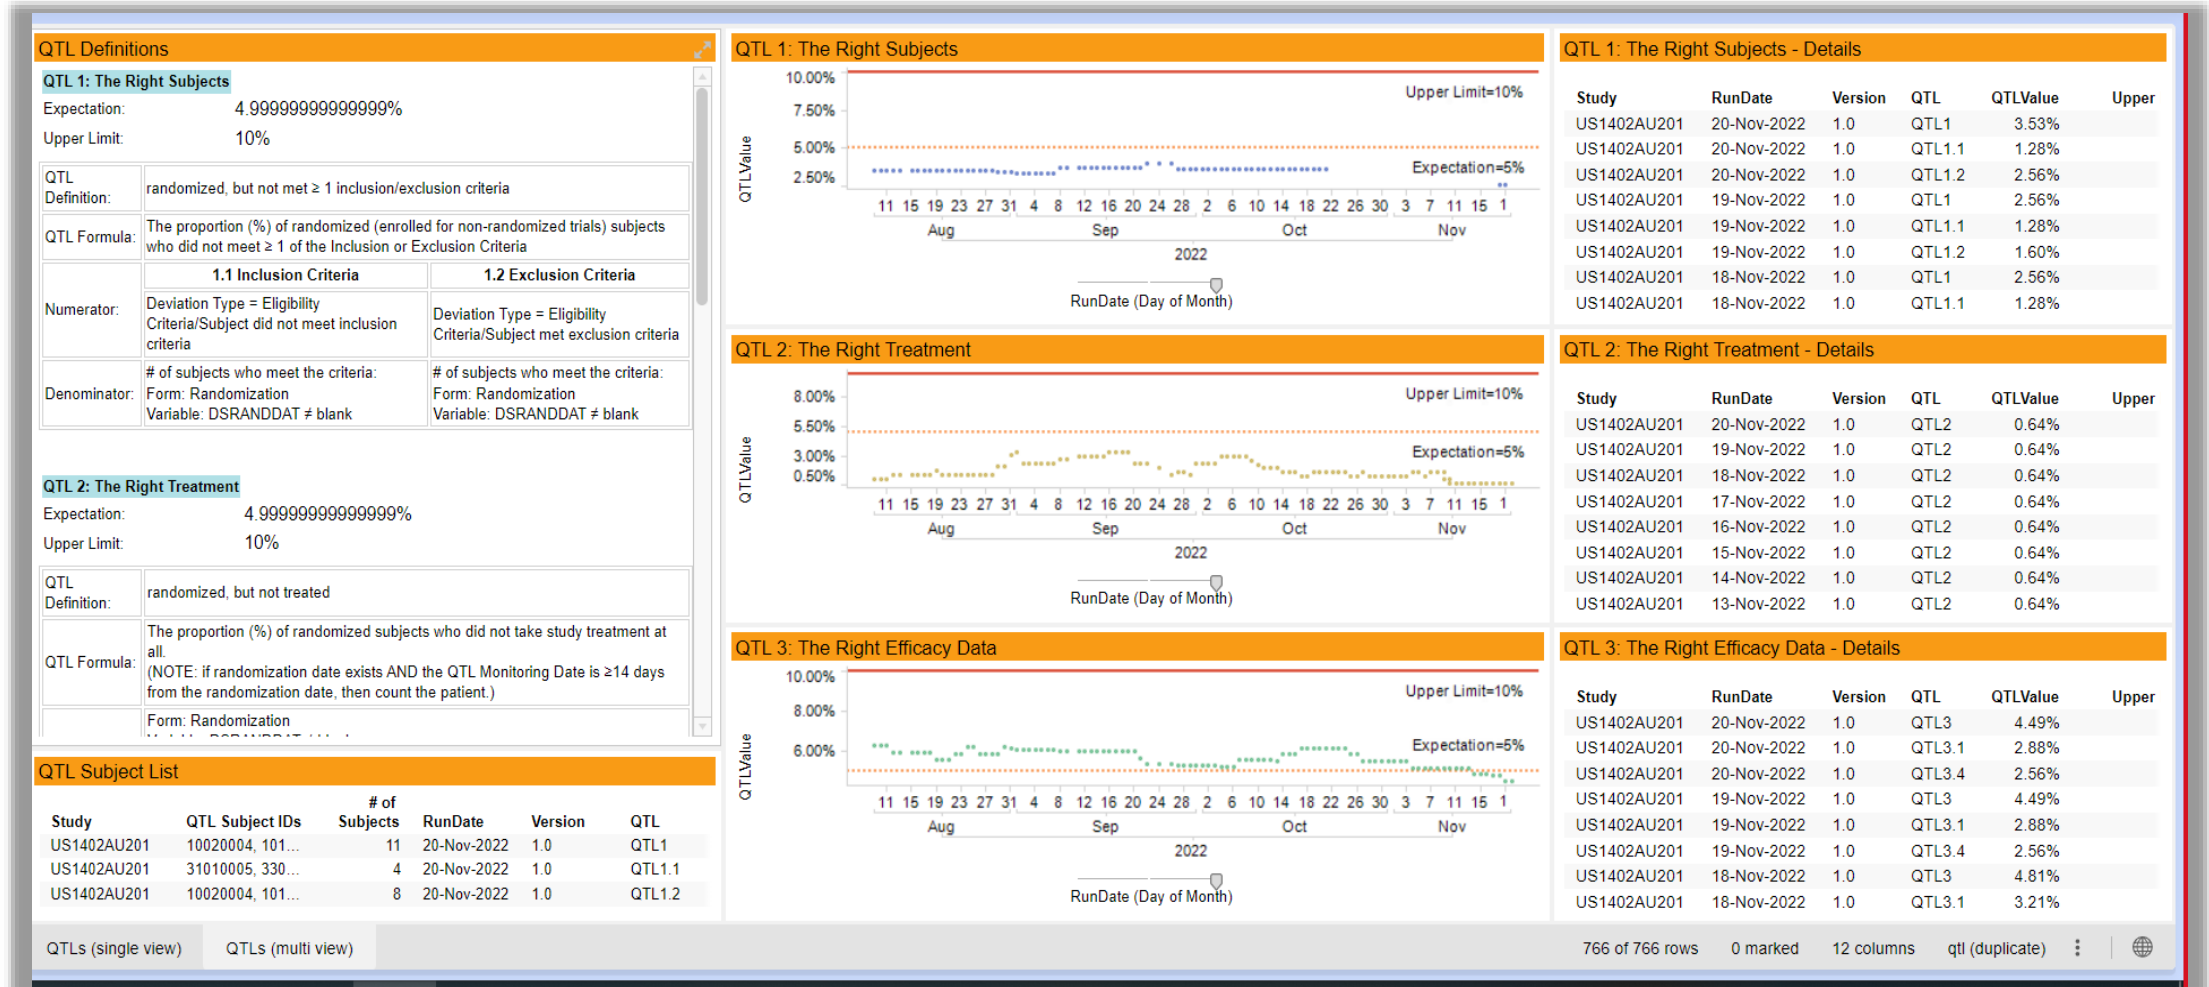 QTL Definitions
QTL 1: The Right Subjects
Expectation: 4.99999999999999%
Upper Limit: 10%
QTL Definition: randomized, but not met ≥ 1 inclusion/exclusion criteria
QTL Formula: The proportion (%) of randomized (enrolled for non-randomized trials) subjects
who did not meet ≥ 1 of the Inclusion or Exclusion Criteria
1.1 Inclusion Criteria 1.2 Exclusion Criteria
Numerator:
Deviation Type = Eligibility
Criteria/Subject did not meet inclusion
criteria
Deviation Type = Eligibility
Criteria/Subject met exclusion criteria
Denominator:
# of subjects who meet the criteria:
Form: Randomization
Variable: DSRANDDAT ≠ blank
# of subjects who meet the criteria:
Form: Randomization
Variable: DSRANDDAT ≠ blank
QTL 2: The Right Treatment
Expectation: 4.99999999999999%
Upper Limit: 10%
QTL Definition: randomized, but not treated
QTL Formula:
The proportion (%) of randomized subjects who did not take study treatment at
all.
(NOTE: if randomization date exists AND the QTL Monitoring Date is ≥14 days
from the randomization date, then count the patient.)
Form: Randomization
QTL Subject List
Study QTL Subject IDs # of Subjects RunDate Version QTL
US1402AU201 10020004, 101... 11 20-Nov-2022 1.0 QTL1
US1402AU201 31010005, 330... 4 20-Nov-2022 1.0 QTL1.1
US1402AU201 10020004, 101... 8 20-Nov-2022 1.0 QTL1.2
QTL 1: The Right Subjects
QTLValue
10.00%
7.50%
5.00%
2.50%
Upper Limit=10%
Expectation=5%
11 15 19 23 27 31 4 8 12 16 20 24 28 2 6 10 14 18 22 26 30 3 7 11 15 1
Aug Sep Oct Nov
2022
RunDate (Day of Month)
QTL 2: The Right Treatment
QTLValue
8.00%
5.50%
3.00%
0.50%
Upper Limit=10%
Expectation=5%
11 15 19 23 27 31 4 8 12 16 20 24 28 2 6 10 14 18 22 26 30 3 7 11 15 1
Aug Sep Oct Nov
2022
RunDate (Day of Month)
QTL 3: The Right Efficacy Data
QTLValue
10.00%
8.00%
6.00%
Upper Limit=10%
Expectation=5%
11 15 19 23 27 31 4 8 12 16 20 24 28 2 6 10 14 18 22 26 30 3 7 11 15 1
Aug Sep Oct Nov
2022
RunDate (Day of Month)
QTL 1: The Right Subjects - Details
Study RunDate Version QTL QTLValue Upper
US1402AU201 20-Nov-2022 1.0 QTL1 3.53%
US1402AU201 20-Nov-2022 1.0 QTL1.1 1.28%
US1402AU201 20-Nov-2022 1.0 QTL1.2 2.56%
US1402AU201 19-Nov-2022 1.0 QTL1 2.56%
US1402AU201 19-Nov-2022 1.0 QTL1.1 1.28%
US1402AU201 19-Nov-2022 1.0 QTL1.2 1.60%
US1402AU201 18-Nov-2022 1.0 QTL1 2.56%
US1402AU201 18-Nov-2022 1.0 QTL1.1 1.28%
QTL 2: The Right Treatment - Details
Study RunDate Version QTL QTLValue Upper
US1402AU201 20-Nov-2022 1.0 QTL2 0.64%
US1402AU201 19-Nov-2022 1.0 QTL2 0.64%
US1402AU201 18-Nov-2022 1.0 QTL2 0.64%
US1402AU201 17-Nov-2022 1.0 QTL2 0.64%
US1402AU201 16-Nov-2022 1.0 QTL2 0.64%
US1402AU201 15-Nov-2022 1.0 QTL2 0.64%
US1402AU201 14-Nov-2022 1.0 QTL2 0.64%
US1402AU201 13-Nov-2022 1.0 QTL2 0.64%
QTL 3: The Right Efficacy Data - Details
Study RunDate Version QTL QTLValue Upper
US1402AU201 20-Nov-2022 1.0 QTL3 4.49%
US1402AU201 20-Nov-2022 1.0 QTL3.1 2.88%
US1402AU201 20-Nov-2022 1.0 QTL3.4 2.56%
US1402AU201 19-Nov-2022 1.0 QTL3 4.49%
US1402AU201 19-Nov-2022 1.0 QTL3.1 2.88%
US1402AU201 19-Nov-2022 1.0 QTL3.4 2.56%
US1402AU201 18-Nov-2022 1.0 QTL3 4.81%
US1402AU201 18-Nov-2022 1.0 QTL3.1 3.21%
QTLs (single view) QTLs (multi view) 766 of 766 rows 0 marked 12 columns qtl (duplicate)